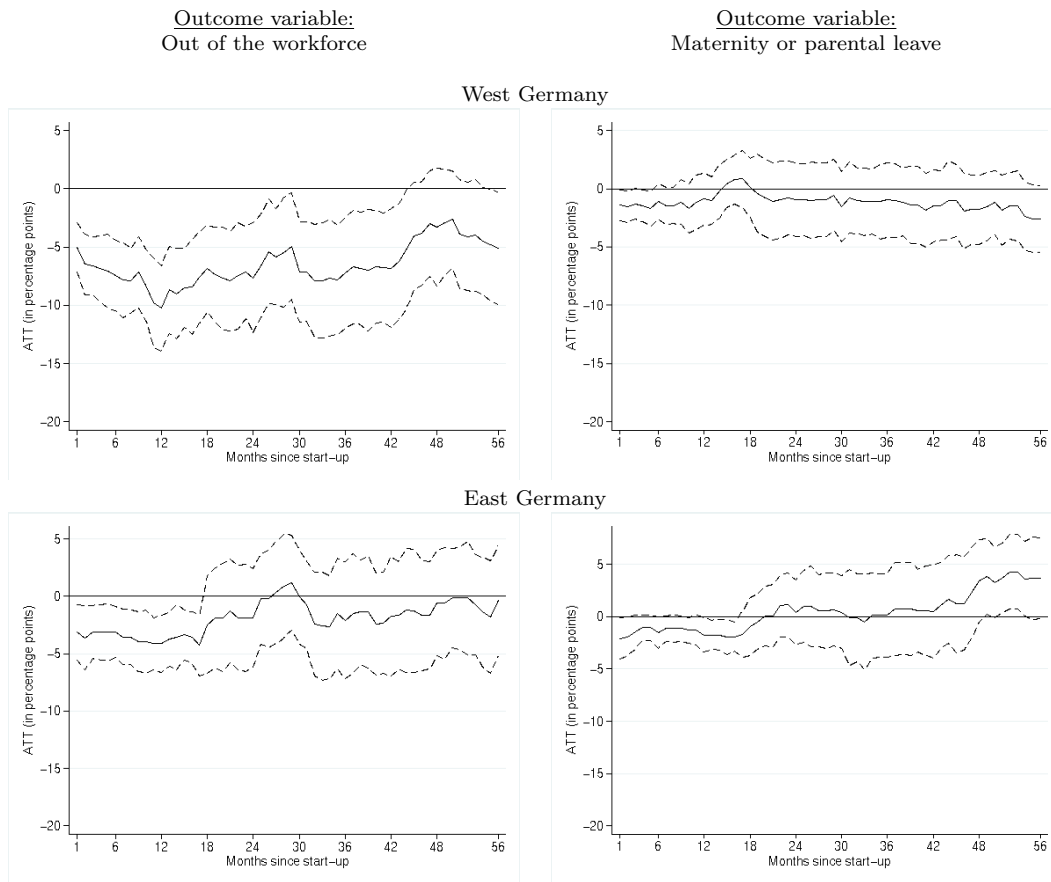 Outcome variable:
Out of the workforce
Outcome variable:
Maternity or parental leave
West Germany
ATT (in percentage points)
5
0
−5
−10
−15
−20
1 6 12 18 24 30 36 42 48 56
Months since start−up
ATT (in percentage points)
5
0
−5
−10
−15
−20
1 6 12 18 24 30 36 42 48 56
Months since start−up
East Germany
ATT (in percentage points)
5
0
−5
−10
−15
−20
1 6 12 18 24 30 36 42 48 56
Months since start−up
ATT (in percentage points)
5
0
−5
−10
−15
−20
1 6 12 18 24 30 36 42 48 56
Months since start−up